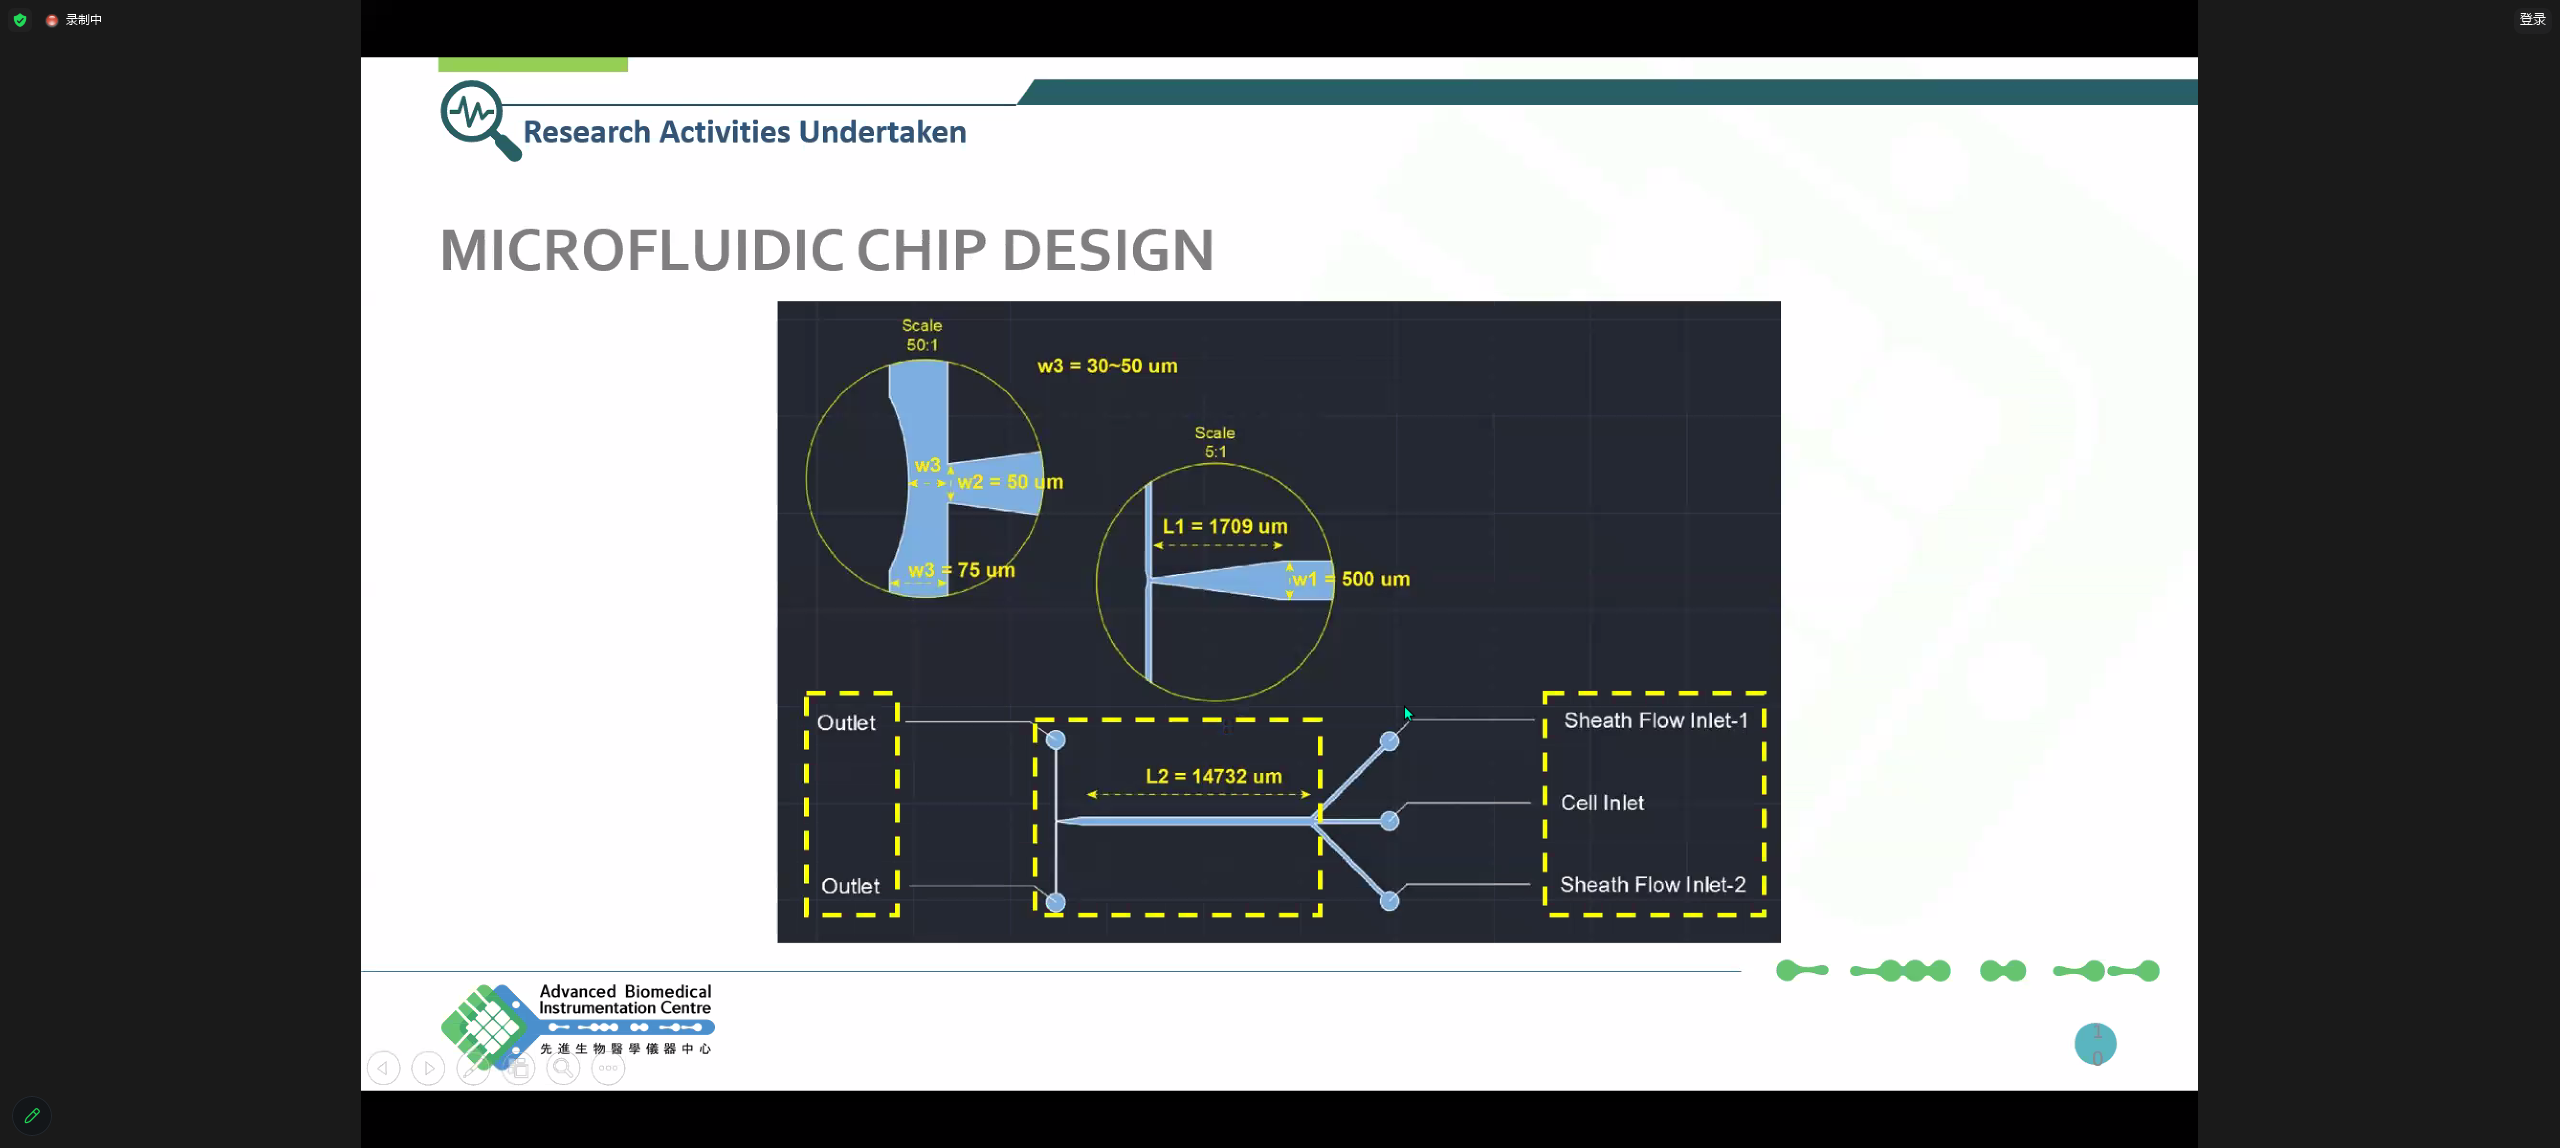 录制中
登录
Research Activities Undertaken
MICROFLUIDIC CHIP DESIGN
Scale
50:1
w3 = 30~50 um
w3
w2 = 50 um
w3 = 75 um
Scale
5:1
L1 = 1709 um
w1 = 500 um
Outlet
Outlet
L2 = 14732 um
Sheath Flow Inlet-1
Cell Inlet
Sheath Flow Inlet-2
Advanced Biomedical
Instrumentation Centre
先進生物醫學儀器中心
1
0